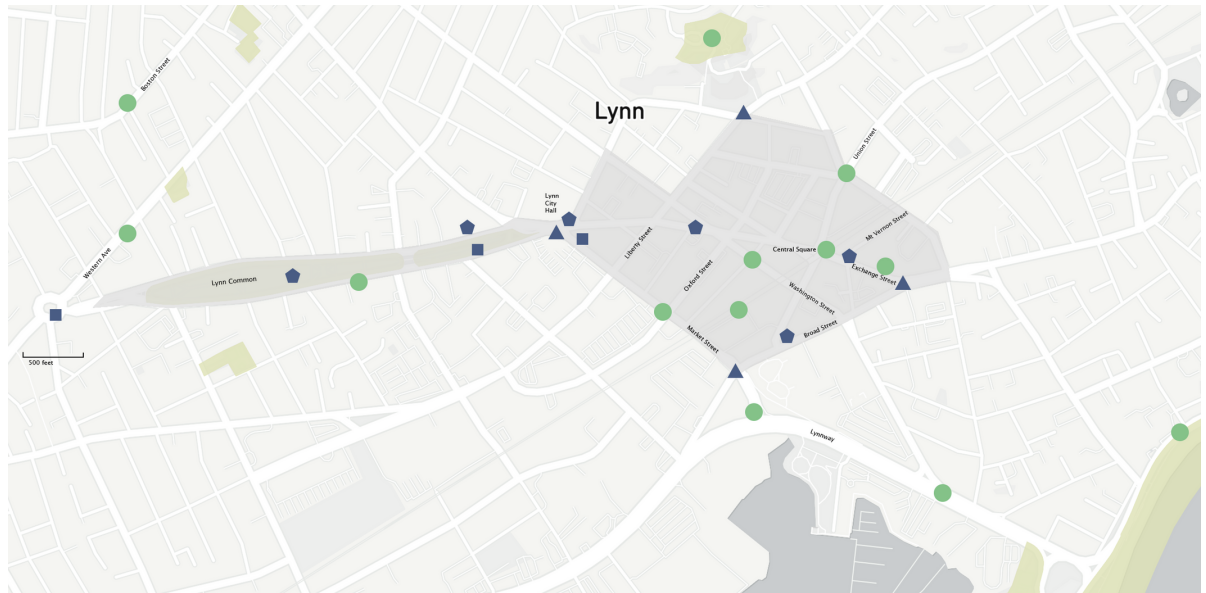 Boston Street
Lynn
Union Street
Lynn
City
Hall
Mt Vernon Street
Liberty Street
Western Ave
Central Square
Lynn Common
Oxford Street
Exchange Street
Washington Street
Broad Street
Market Street
500 feet
Lynnway